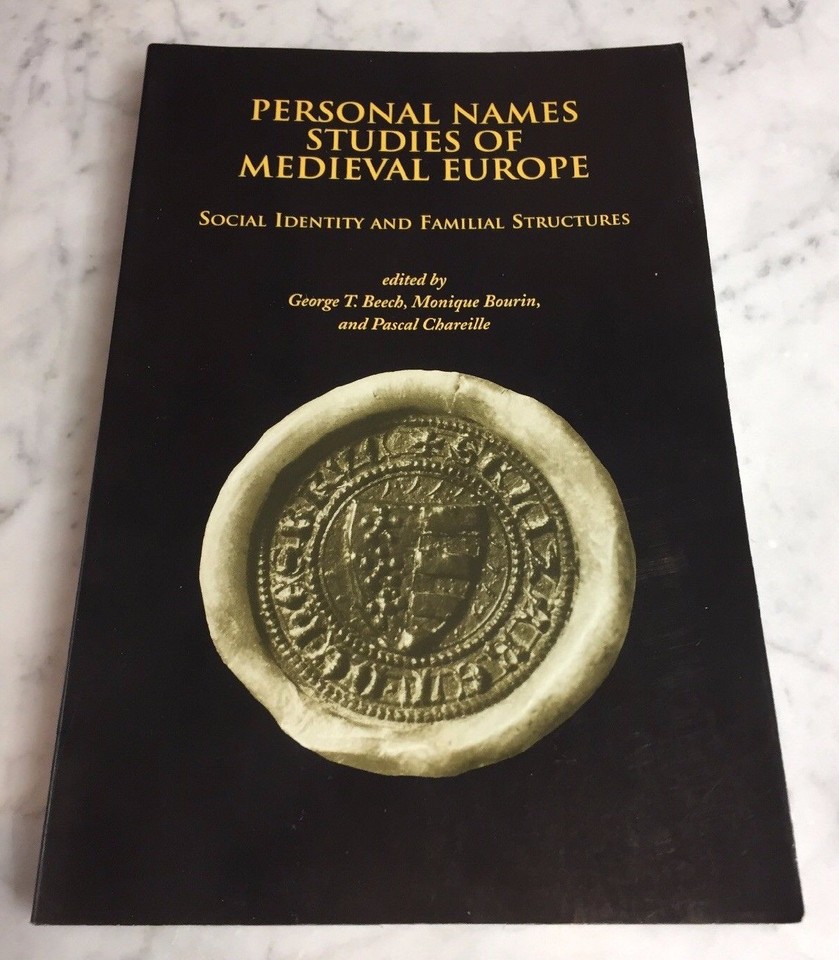 PERSONAL NAMES
STUDIES OF
MEDIEVAL EUROPE
SOCIAL IDENTITY AND FAMILIAL STRUCTURES
edited by
George T. Beech, Monique Bourin,
and Pascal Chareille